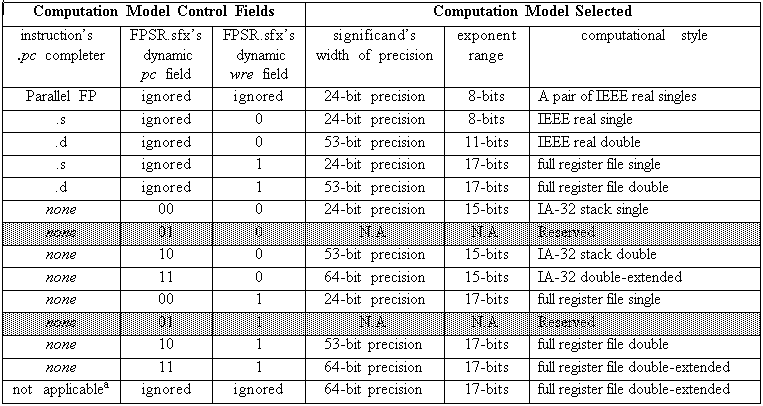 Computation Model Control Fields Computation Model Selected
instruction's FPSR.sfx's FPSR.sfx's significand's exponent computational style
.pc completer dynamic dynamic width of precision range
pc field wre field
Parallel FP ignored ignored 24-bit precision 8-bits A pair of IEEE real singles
.s ignored 0 24-bit precision 8-bits IEEE real single
.d ignored 0 53-bit precision 11-bits IEEE real double
.s ignored 1 24-bit precision 17-bits full register file single
.d ignored 1 53-bit precision 17-bits full register file double
none 00 0 24-bit precision 15-bits IA-32 stack single
none 01 0 N.A N.A Reserved
none 10 0 53-bit precision 15-bits IA-32 stack double
none 11 0 64-bit precision 15-bits IA-32 double-extended
none 00 1 24-bit precision 17-bits full register file single
none 01 1 N.A N.A Reserved
none 10 1 53-bit precision 17-bits full register file double
none 11 1 64-bit precision 17-bits full register file double-extended
not applicableª ignored ignored 64-bit precision 17-bits full register file double-extended